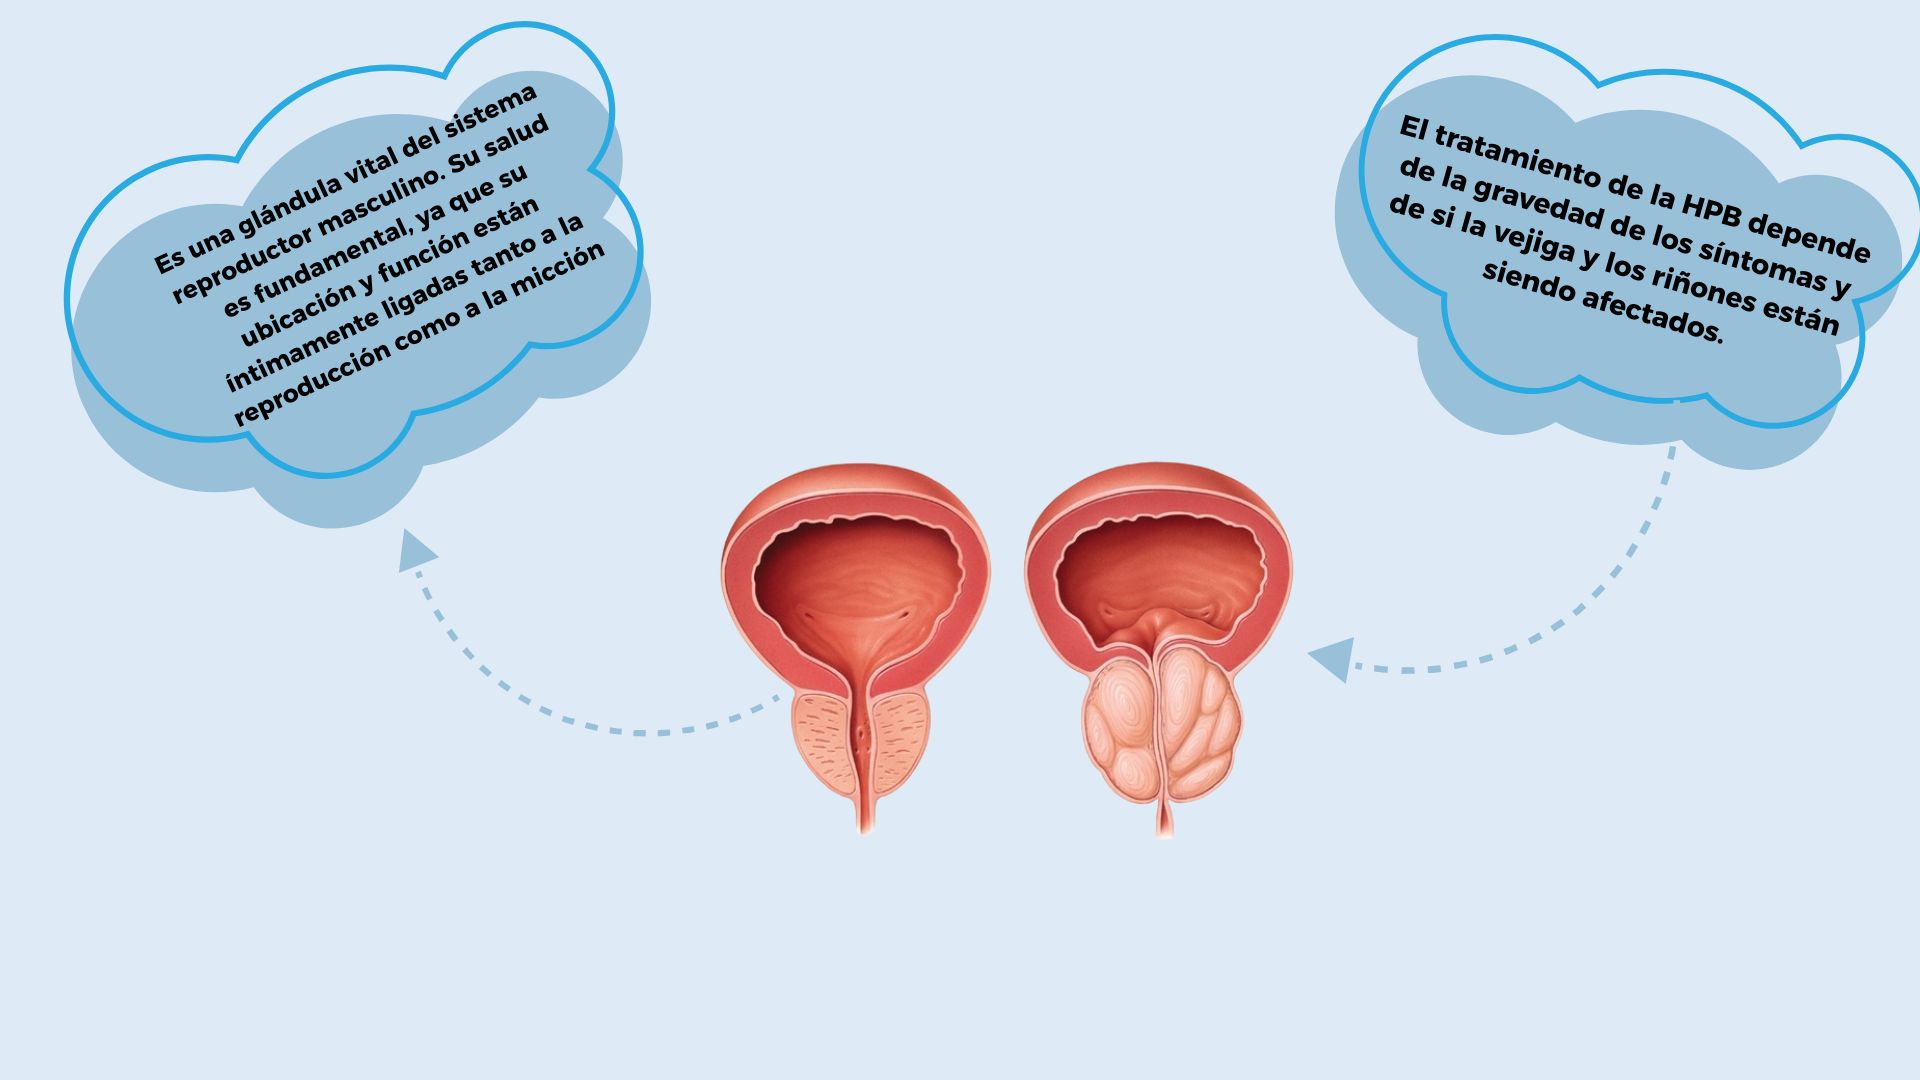 Es una glándula vital del sistema
reproductor masculino. Su salud
es fundamental, ya que su
ubicación y función están
íntimamente ligadas tanto a la
reproducción como a la micción
El tratamiento de la HPB depende
de la gravedad de los síntomas y
de si la vejiga y los riñones están
siendo afectados.